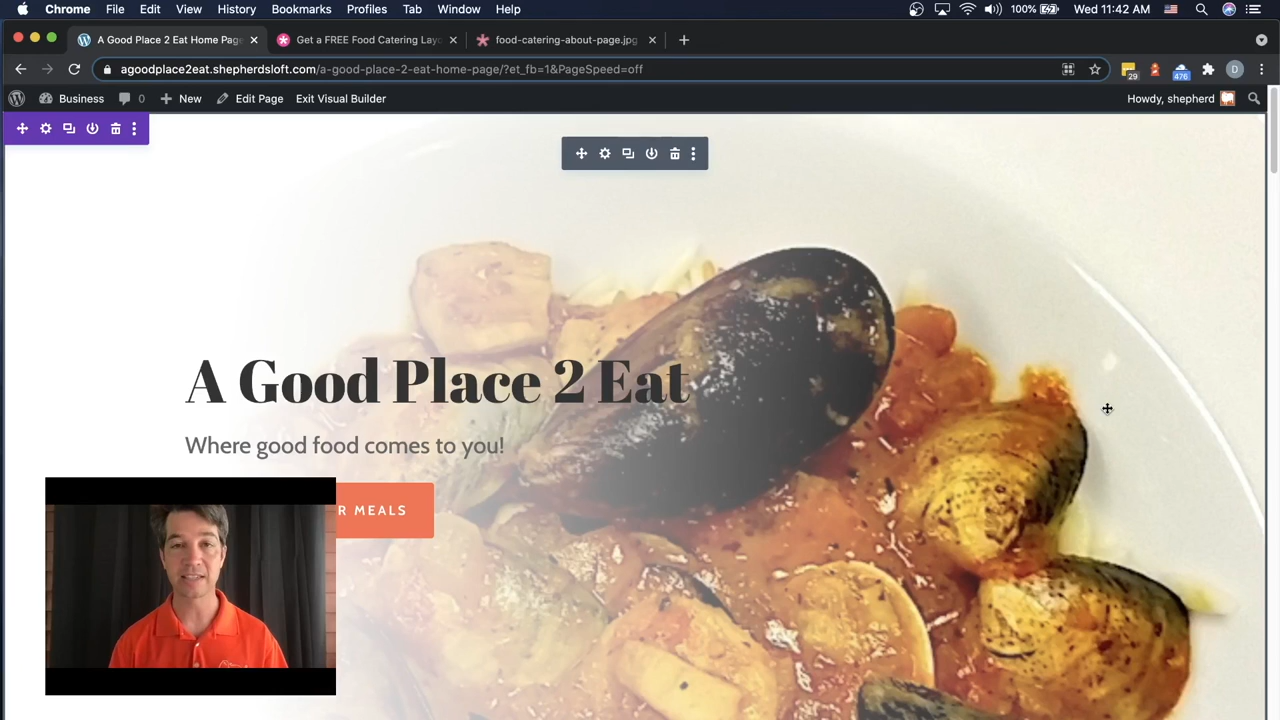 Chrome File Edit View History Bookmarks Profiles Tab Window Help 100% Wed 11:42 AM
A Good Place 2 Eat Home Page Get a FREE Food Catering Layo food-catering-about-page.jpg
agoodplace2eat.shepherdsloft.com/a-good-place-2-eat-home-page/?et_fb=1&PageSpeed=off 29 476 D
Business 0 New Edit Page Exit Visual Builder Howdy, shepherd
A Good Place 2 Eat
Where good food comes to you!
R MEALS